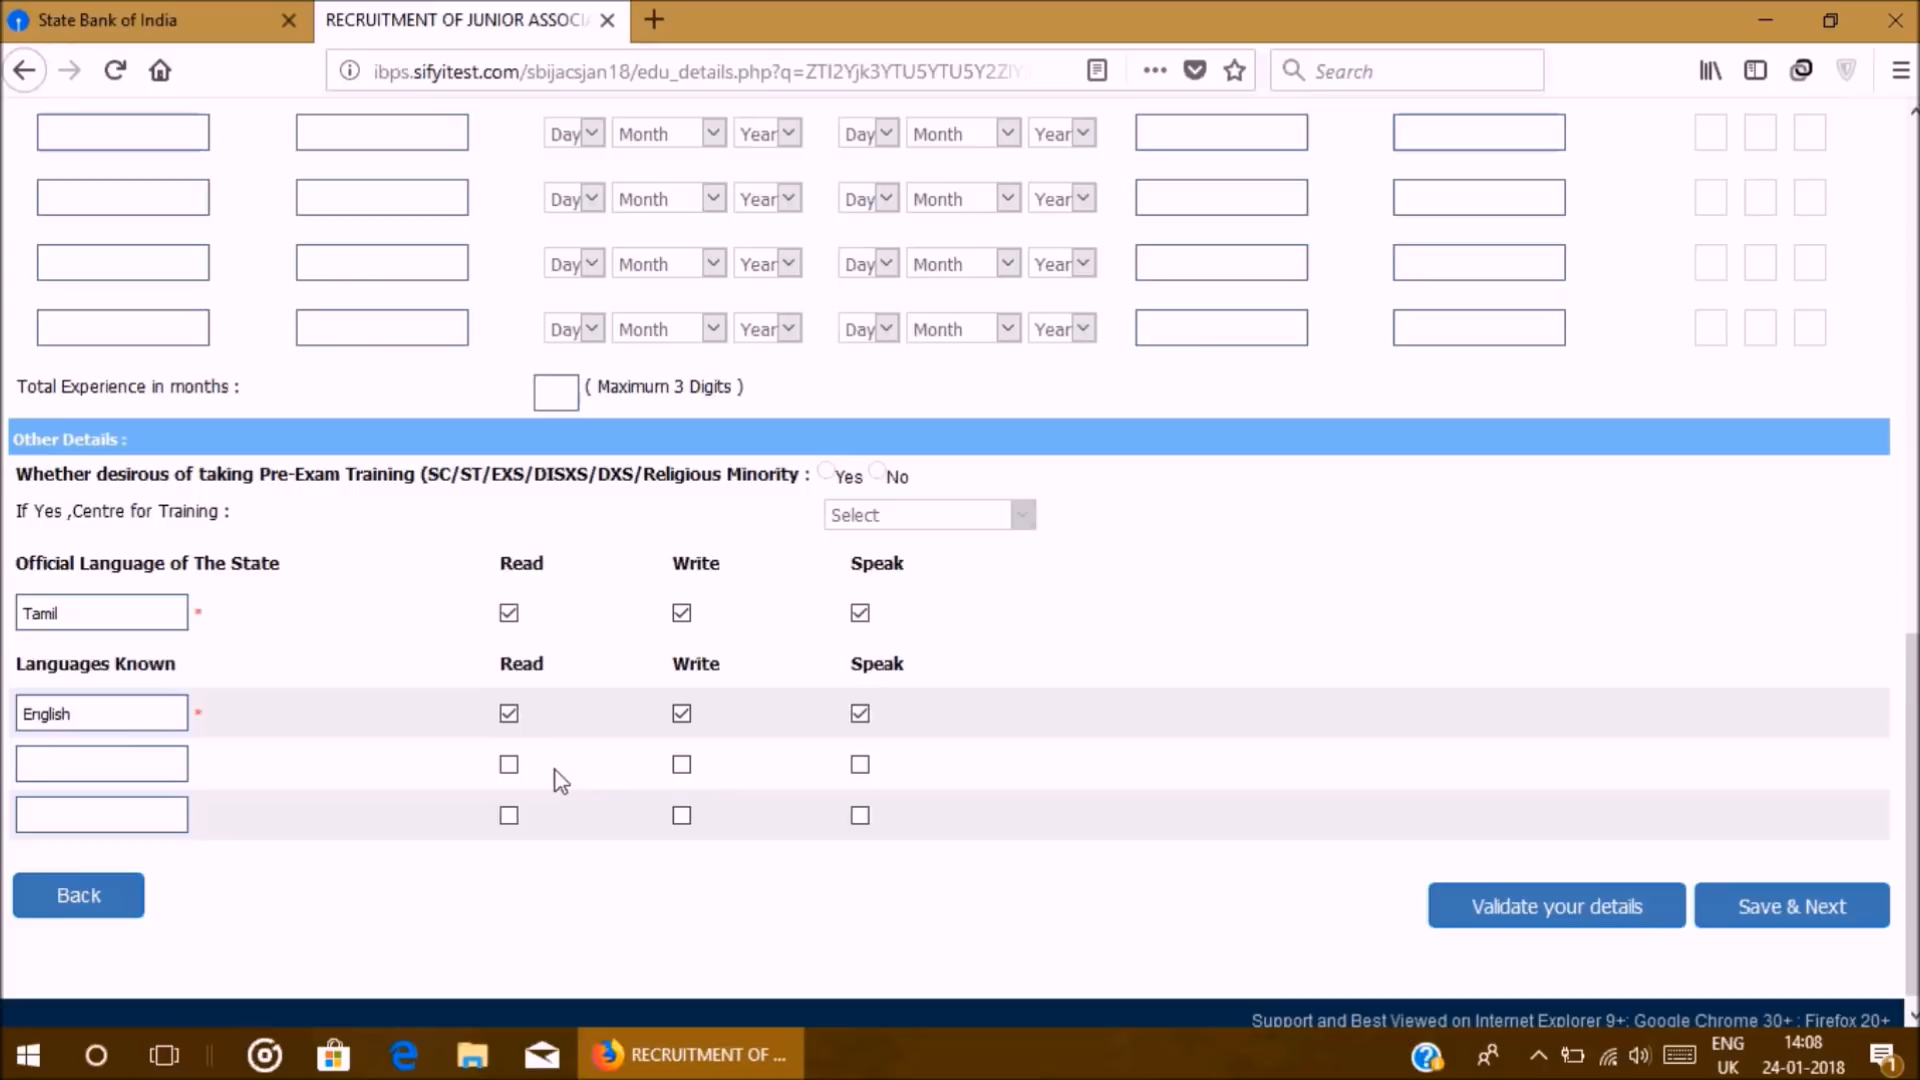 State Bank of India
RECRUITMENT OF JUNIOR ASSOCI
ibps.sifyitest.com/sbijacsjan18/edu_details.php?q=ZTI2Yjk3YTU5YTU5Y2ZlY
Search
Day Month Year Day Month Year
Day Month Year Day Month Year
Day Month Year Day Month Year
Day Month Year Day Month Year
Total Experience in months : ( Maximum 3 Digits )
Other Details :
Whether desirous of taking Pre-Exam Training (SC/ST/EXS/DISXS/DXS/Religious Minority : Yes No
If Yes ,Centre for Training : Select
Official Language of The State Read Write Speak
Tamil *
Languages Known Read Write Speak
English *
Back Validate your details Save & Next
Support and Best Viewed on Internet Explorer 9+; Google Chrome 30+ ; Firefox 20+
RECRUITMENT OF ...
ENG 14:08
UK 24-01-2018
1